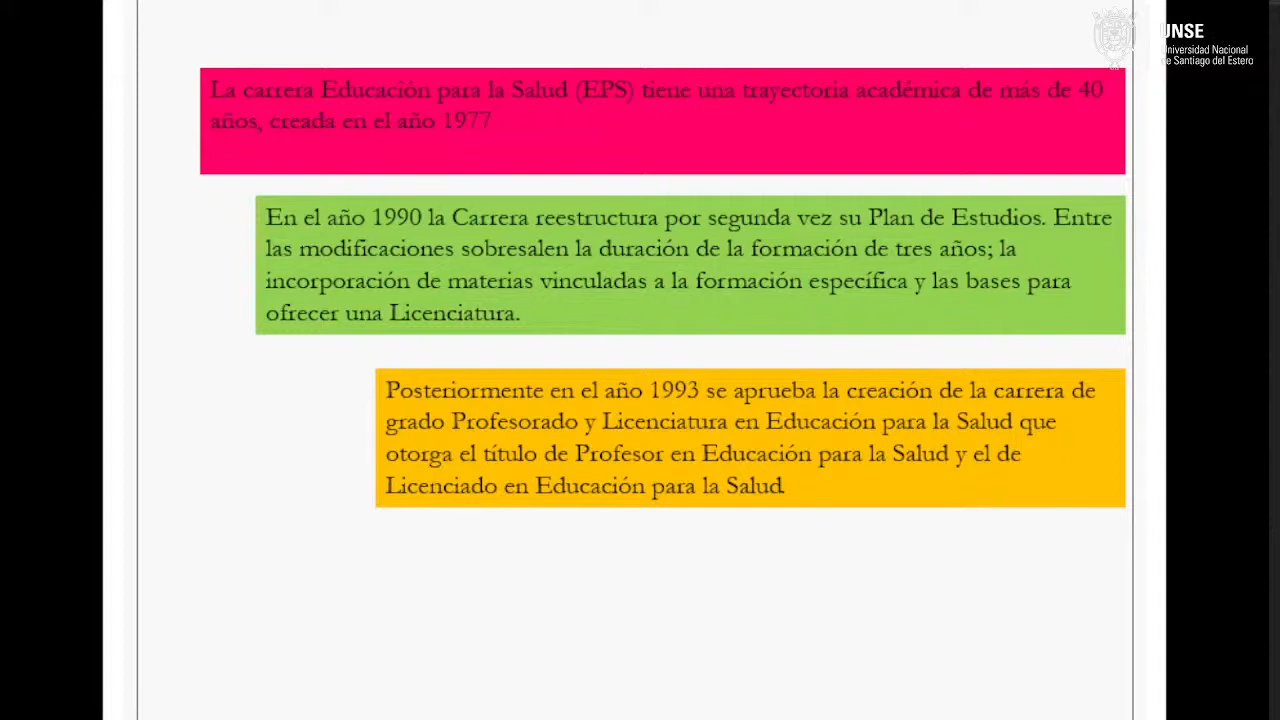 UNSE
Universidad Nacional
de Santiago del Estero
La carrera Educación para la Salud (EPS) tiene una trayectoria académica de más de 40
años, creada en el año 1977
En el año 1990 la Carrera reestructura por segunda vez su Plan de Estudios. Entre
las modificaciones sobresalen la duración de la formación de tres años; la
incorporación de materias vinculadas a la formación específica y las bases para
ofrecer una Licenciatura.
Posteriormente en el año 1993 se aprueba la creación de la carrera de
grado Profesorado y Licenciatura en Educación para la Salud que
otorga el título de Profesor en Educación para la Salud y el de
Licenciado en Educación para la Salud.